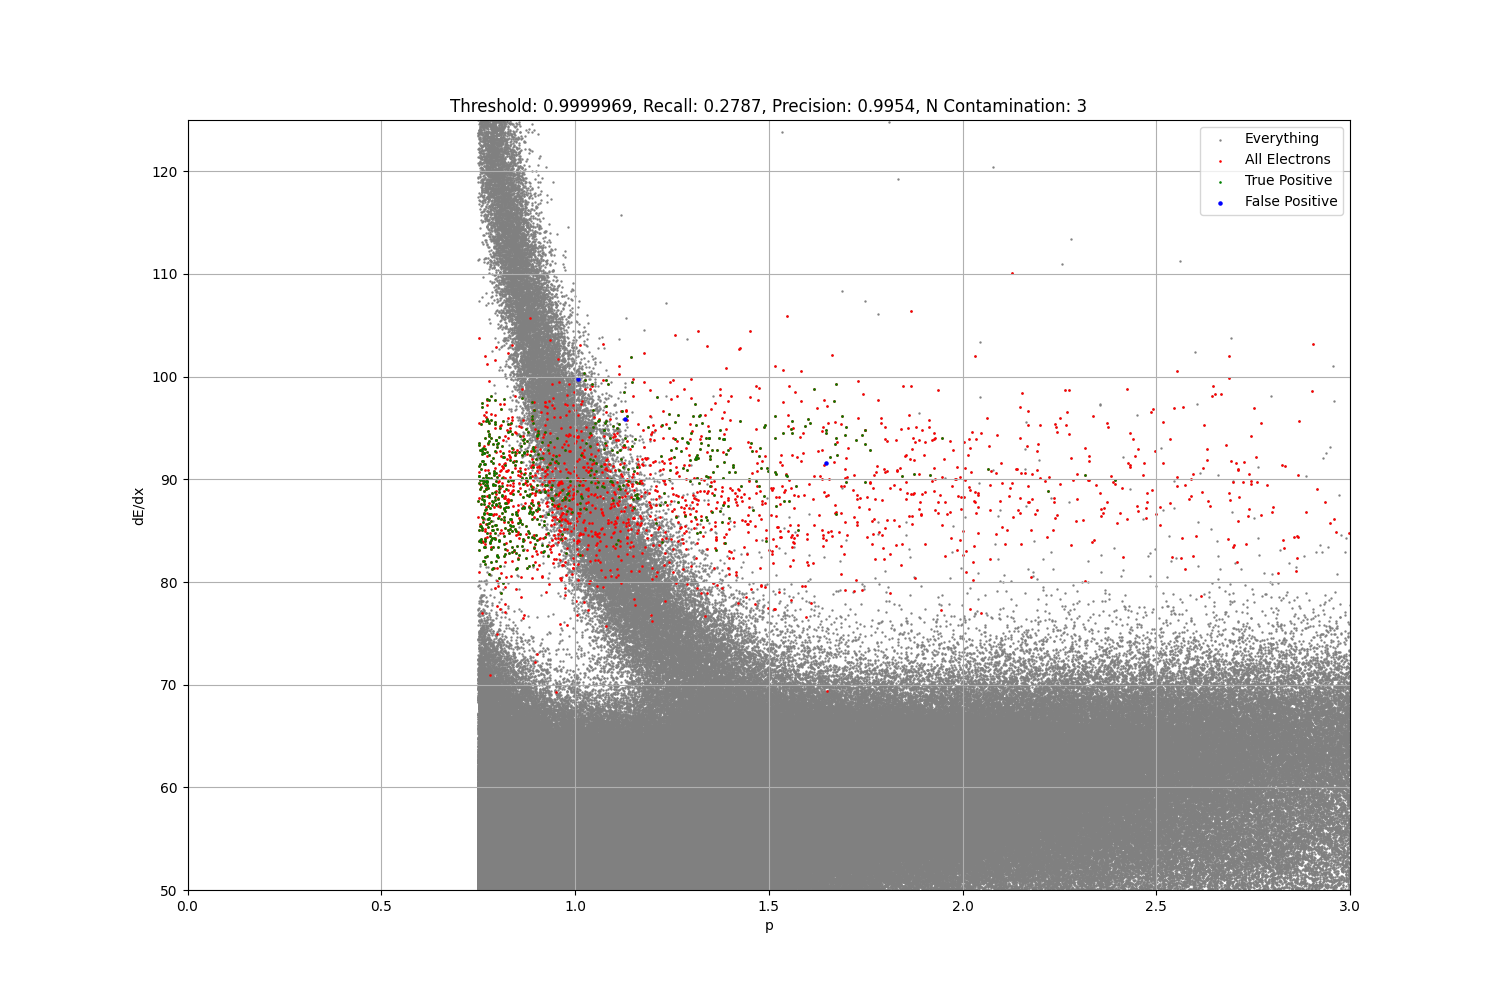 Threshold: 0.9999969, Recall: 0.2787, Precision: 0.9954, N Contamination: 3
Everything
All Electrons
True Positive
False Positive
120
110
100
90
80
70
60
50
dE/dx
0.0 0.5 1.0 1.5 2.0 2.5 3.0
p